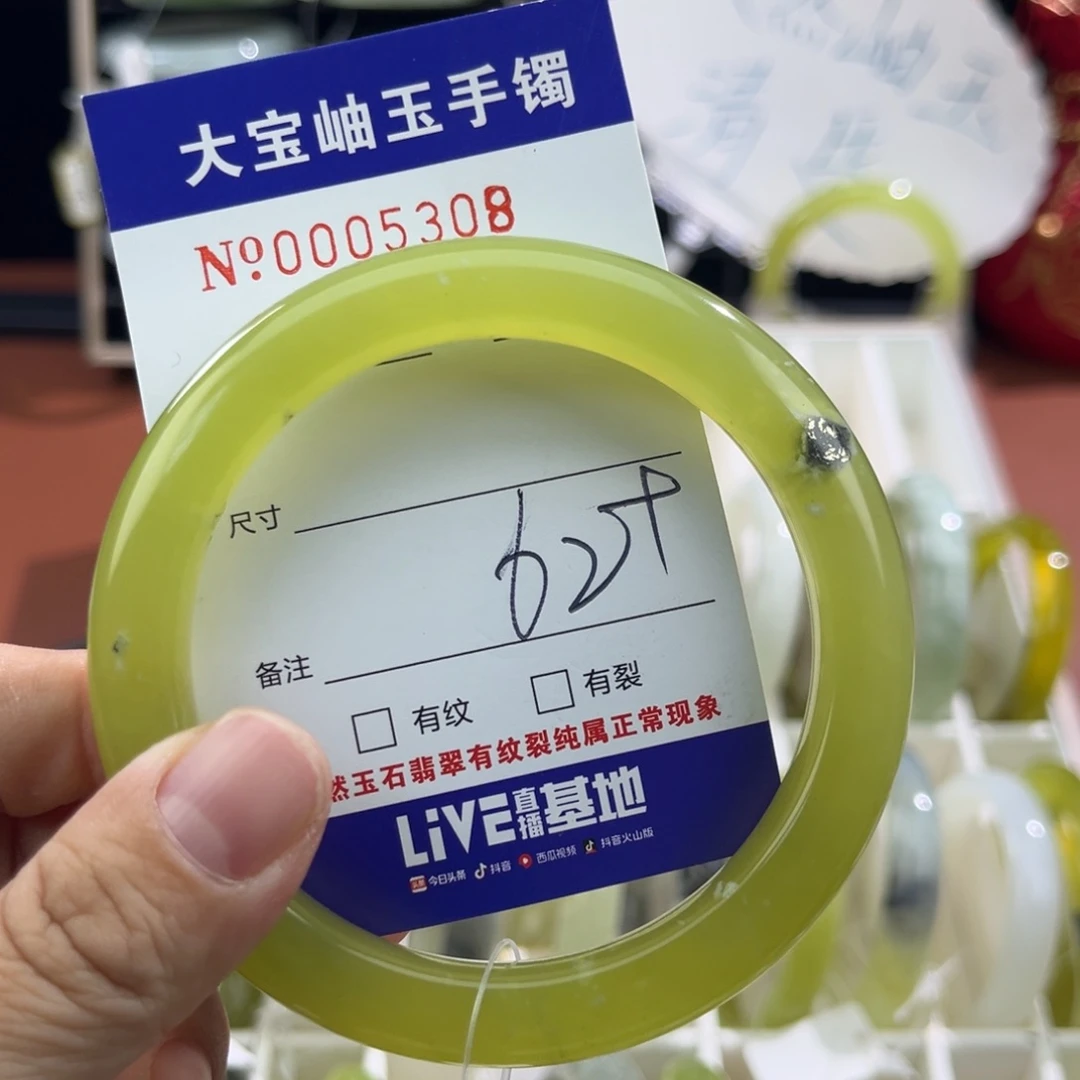 大宝岫玉手镯
№0005308
尺寸
62+
备注
有纹 有裂
然玉石翡翠有纹裂纯属正常现象
LiVE直播基地
头条 今日头条 抖音 西瓜视频 抖音火山版